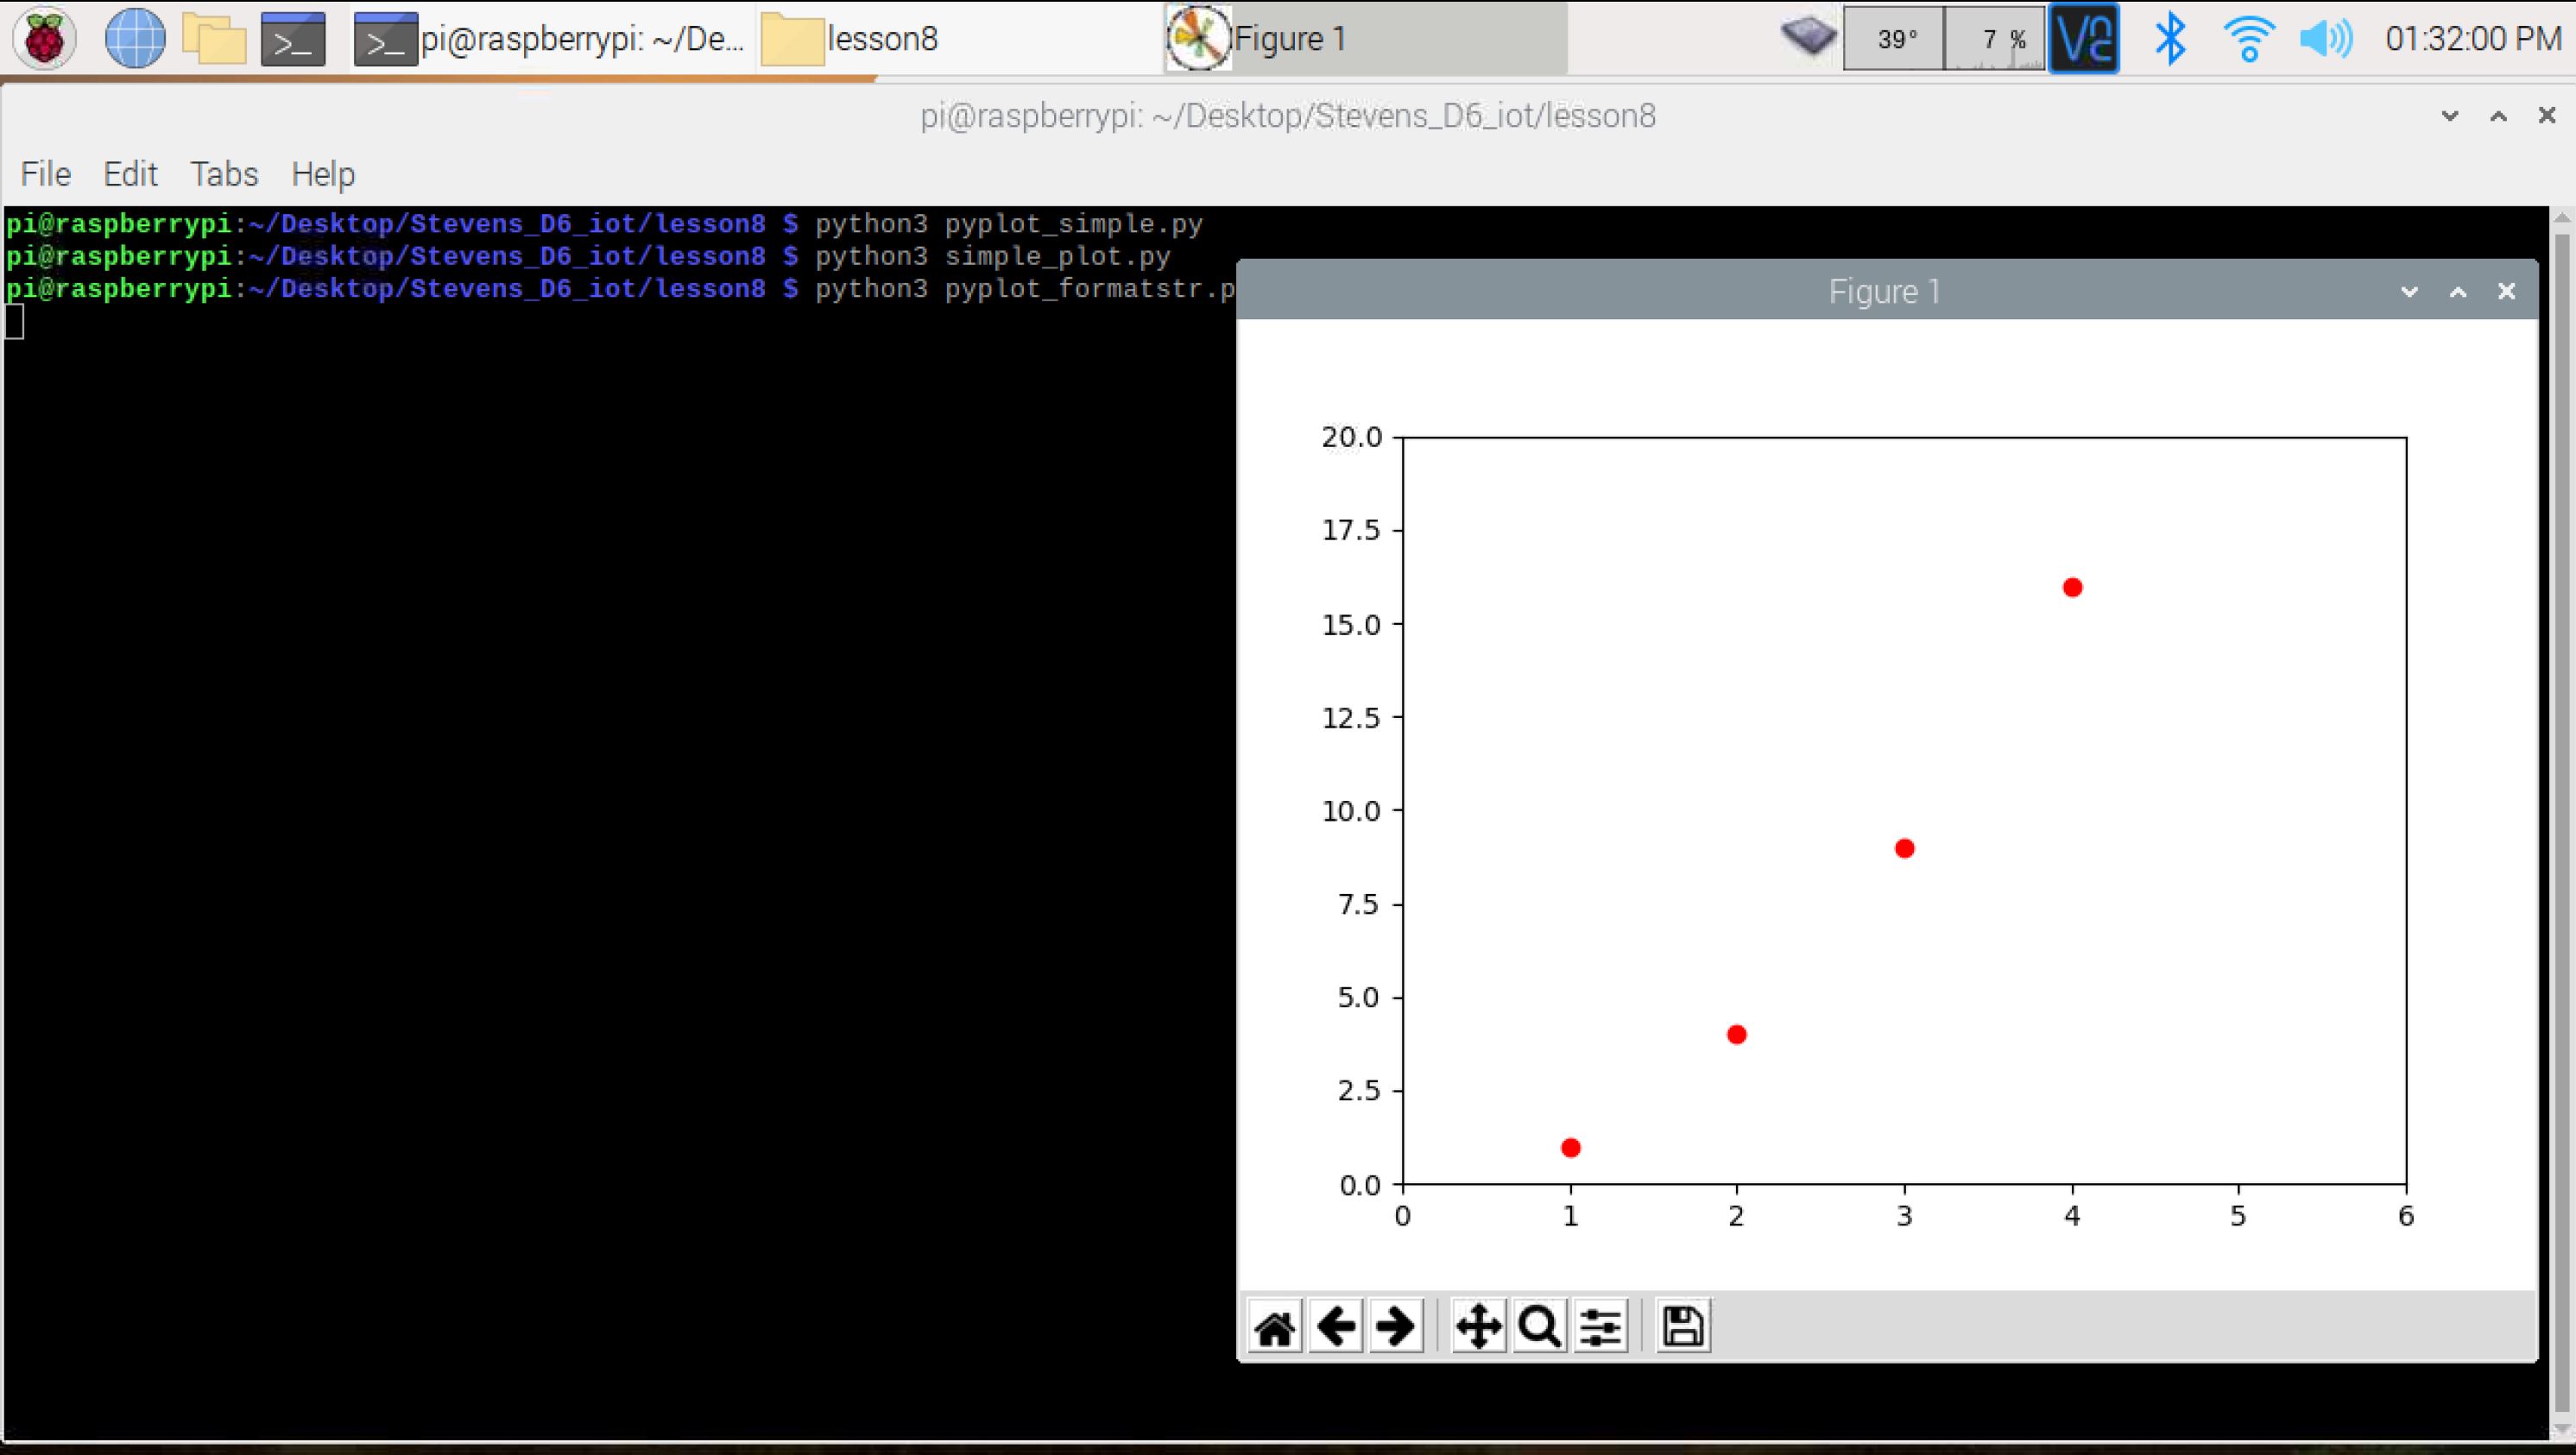 pi@raspberrypi: ~/De... lesson8 Figure 1 39° 7 % VNC 01:32:00 PM
pi@raspberrypi: ~/Desktop/Stevens_D6_iot/lesson8
File Edit Tabs Help
pi@raspberrypi:~/Desktop/Stevens_D6_iot/lesson8 $ python3 pyplot_simple.py
pi@raspberrypi:~/Desktop/Stevens_D6_iot/lesson8 $ python3 simple_plot.py
pi@raspberrypi:~/Desktop/Stevens_D6_iot/lesson8 $ python3 pyplot_formatstr.p
Figure 1
20.0
17.5
15.0
12.5
10.0
7.5
5.0
2.5
0.0
0 1 2 3 4 5 6